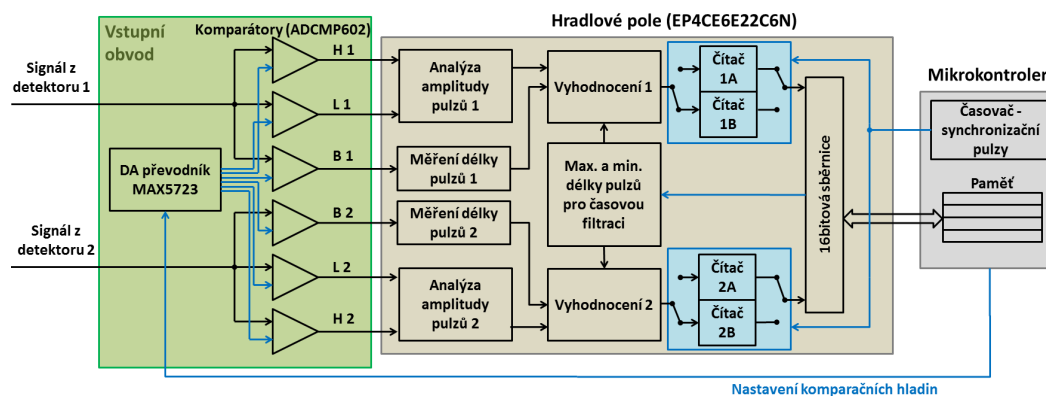 Hradlové pole (EP4CE6E22C6N)
Vstupní
obvod
Komparátory (ADCMP602)
Signál z
detektoru 1
H 1
L 1
B 1
Analýza
amplitudy
pulzů 1
Měření délky
pulzů 1
Vyhodnocení 1
Čítač
1A
Čítač
1B
Mikrokontroler
Časovač -
synchronizační
pulzy
DA převodník
MAX5723
Max. a min.
délky pulzů
pro časovou
filtraci
16bitová sběrnice
Paměť
Signál z
detektoru 2
B 2
L 2
H 2
Měření délky
pulzů 2
Analýza
amplitudy
pulzů 2
Vyhodnocení 2
Čítač
2A
Čítač
2B
Nastavení komparačních hladin